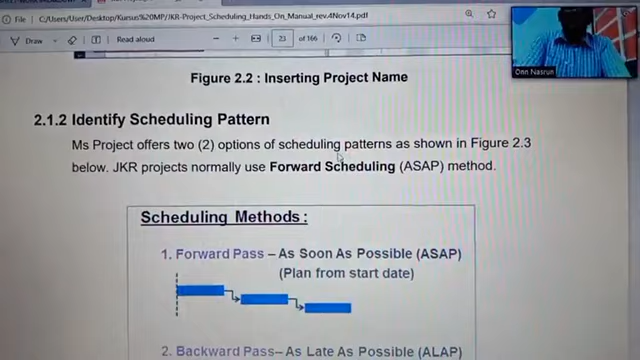 File C:/Users/User/Desktop/Kursus%20MP/JKR-Project_Scheduling_Hands_On_Manual_rev.4Nov14.pdf
Draw Read aloud 23 of 166
Onn Nasrun
Figure 2.2 : Inserting Project Name
2.1.2 Identify Scheduling Pattern
Ms Project offers two (2) options of scheduling patterns as shown in Figure 2.3
below. JKR projects normally use Forward Scheduling (ASAP) method.
Scheduling Methods :
1. Forward Pass – As Soon As Possible (ASAP)
(Plan from start date)
2. Backward Pass– As Late As Possible (ALAP)